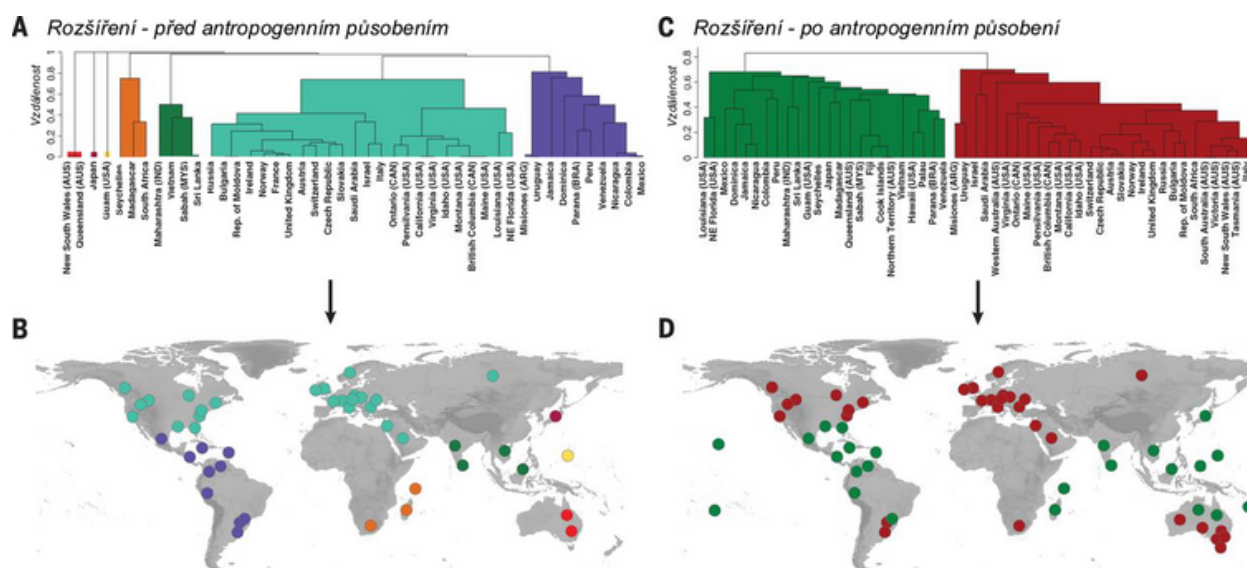 A Rozšíření - před antropogenním působením
Vzdálenost
1
0.8
0.6
0.4
0.2
0
New South Wales (AUS)
Queensland (AUS)
Japan
Guam (USA)
Seychelles
Madagascar
South Africa
Maharashtra (IND)
Vietnam
Sabah (MYS)
Sri Lanka
Russia
Bulgaria
Rep. of Moldova
Ireland
Norway
France
United Kingdom
Austria
Switzerland
Czech Republic
Slovakia
Saudi Arabia
Israel
Italy
Ontario (CAN)
Pensilvania (USA)
California (USA)
Virginia (USA)
Idaho (USA)
Montana (USA)
British Columbia (CAN)
Maine (USA)
Louisiana (USA)
NE Florida (USA)
Misiones (ARG)
Uruguay
Jamaica
Dominica
Parana (BRA)
Peru
Venezuela
Nicaragua
Colombia
Mexico
B
C Rozšíření - po antropogenním působení
Vzdálenost
0.8
0.6
0.4
0.2
0
Louisiana (USA)
NE Florida (USA)
Mexico
Dominica
Jamaica
Nicaragua
Colombia
Peru
Maharashtra (IND)
Sri Lanka
Guam (USA)
Seychelles
Japan
Madagascar
Queensland (AUS)
Sabah (MYS)
Fiji
Cook Islands
Northern Territory (AUS)
Vietnam
Hawaii (USA)
Palau
Parana (BRA)
Venezuela
Misiones (ARG)
Uruguay
Israel
Saudi Arabia
Western Australia (AUS)
Virginia (USA)
Ontario (CAN)
Maine (USA)
Pensilvania (USA)
British Columbia (CAN)
Montana (USA)
California (USA)
Idaho (USA)
Switzerland
Czech Republic
Austria
Slovakia
Norway
Ireland
United Kingdom
Russia
Bulgaria
Rep. of Moldova
South Africa
South Australia (AUS)
Victoria (AUS)
New South Wales (AUS)
Tasmania (AUS)
Italy
D